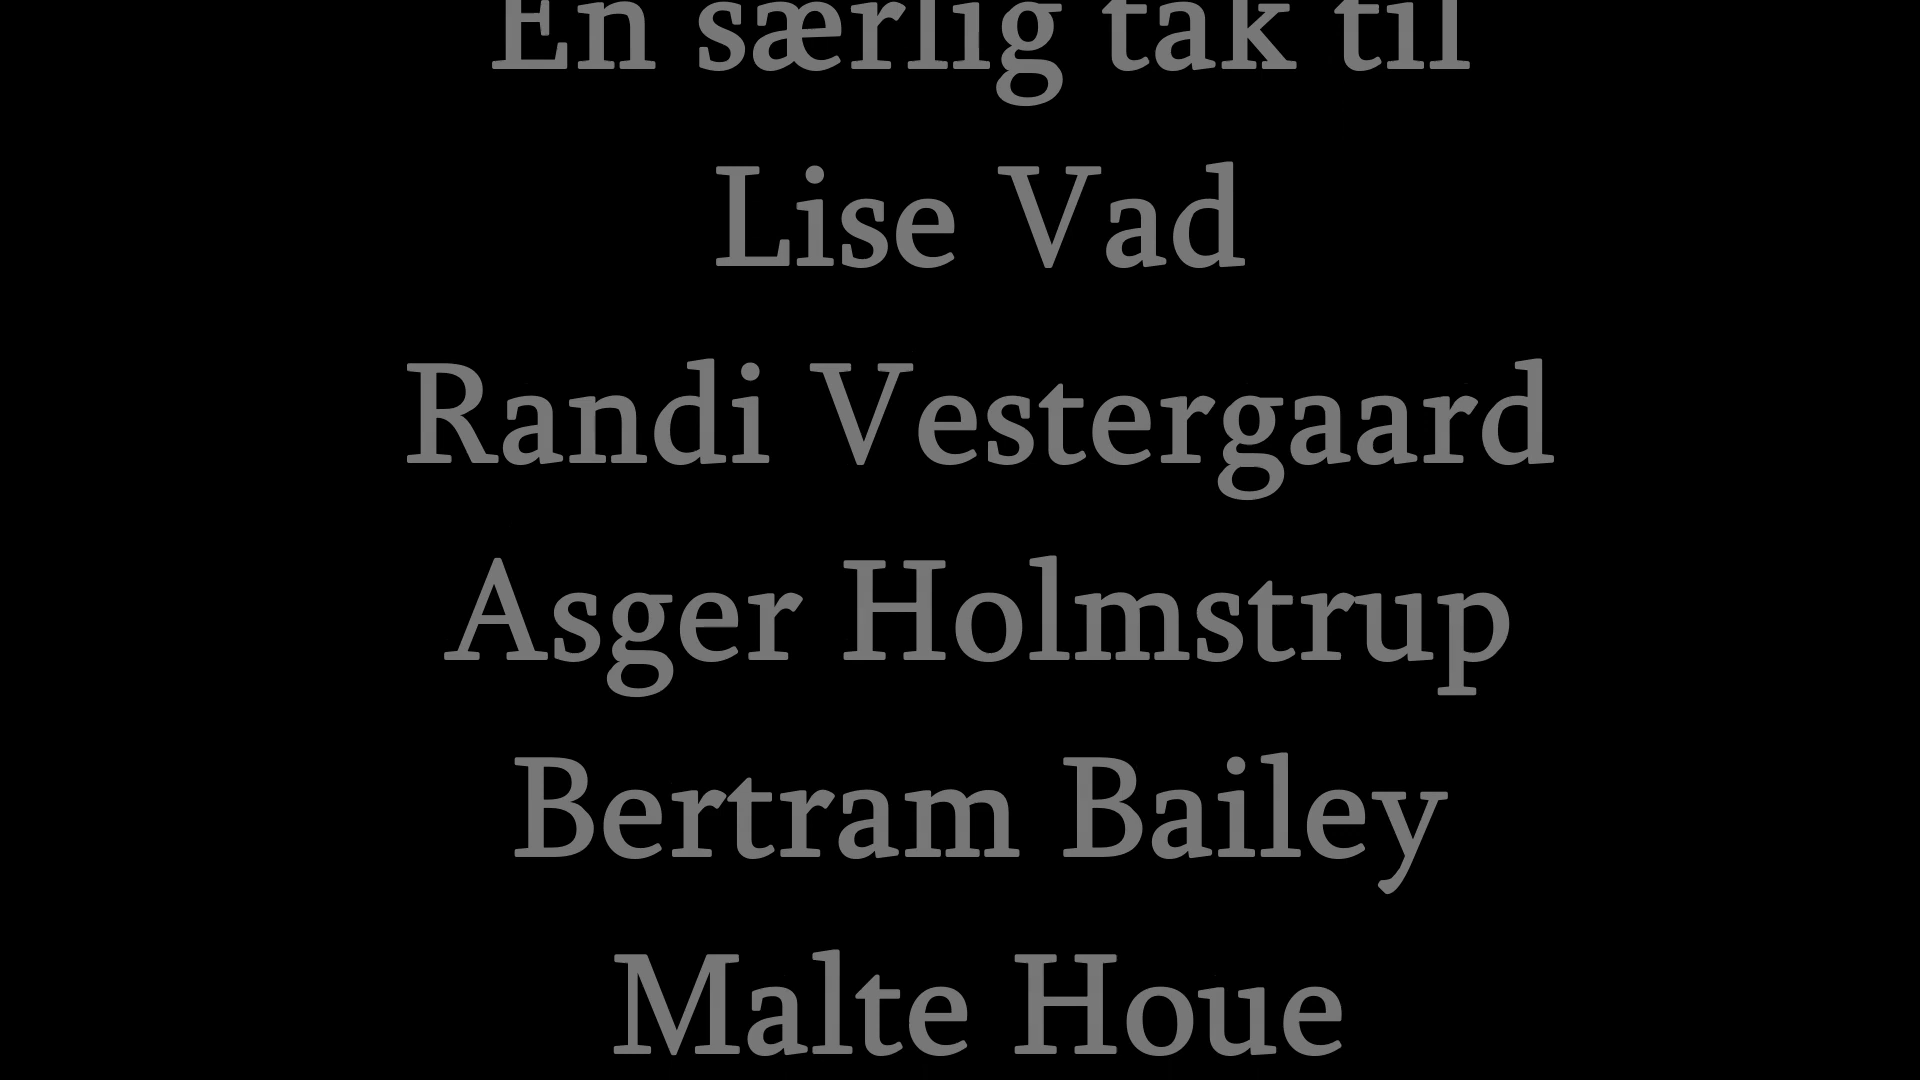 En særlig tak til
Lise Vad
Randi Vestergaard
Asger Holmstrup
Bertram Bailey
Malte Houe